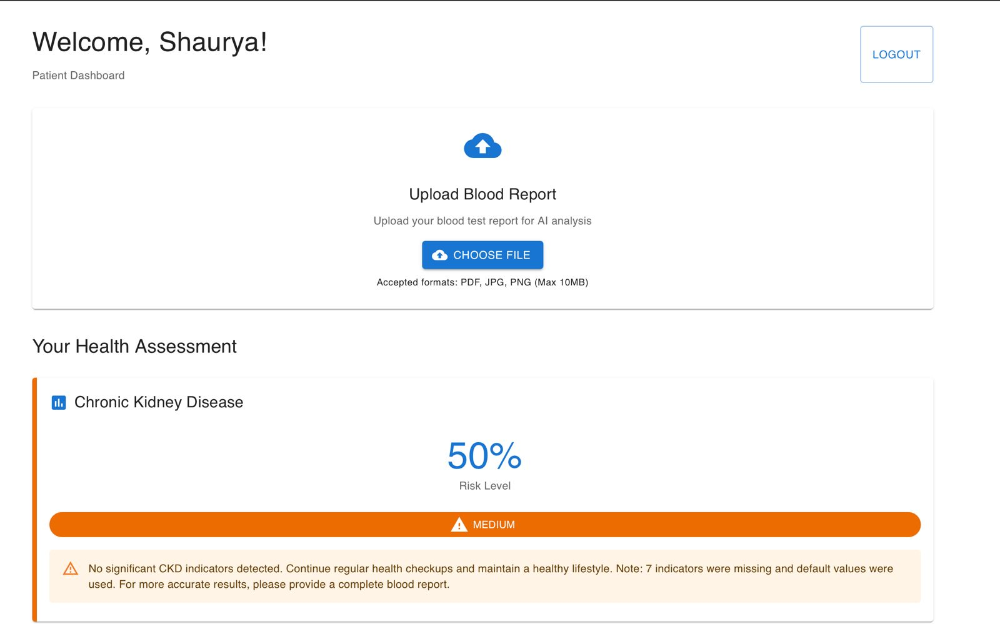 Welcome, Shaurya!
LOGOUT
Patient Dashboard
Upload Blood Report
Upload your blood test report for AI analysis
CHOOSE FILE
Accepted formats: PDF, JPG, PNG (Max 10MB)
Your Health Assessment
Chronic Kidney Disease
50%
Risk Level
MEDIUM
No significant CKD indicators detected. Continue regular health checkups and maintain a healthy lifestyle. Note: 7 indicators were missing and default values were
used. For more accurate results, please provide a complete blood report.